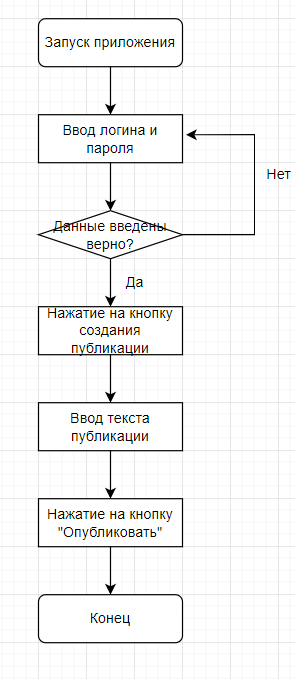 Запуск приложения
Ввод логина и
пароля
Нет
Данные введены
верно?
Да
Нажатие на кнопку
создания
публикации
Ввод текста
публикации
Нажатие на кнопку
"Опубликовать"
Конец